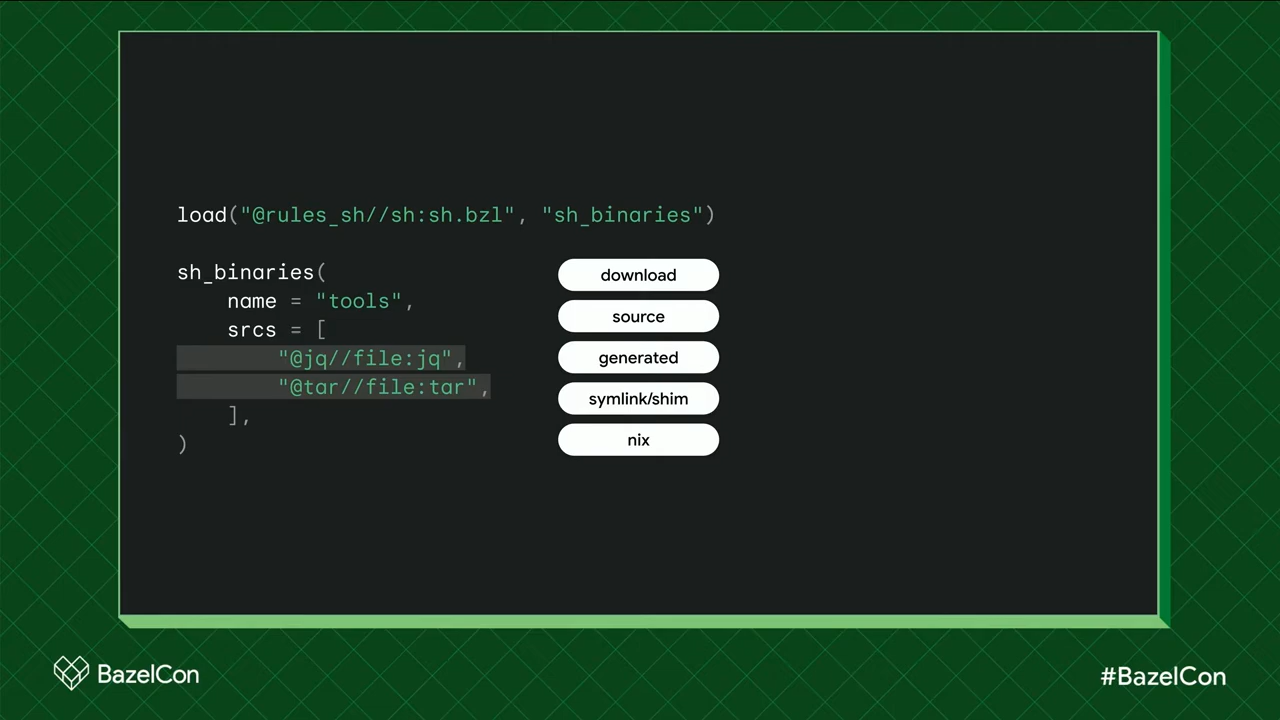 load("@rules_sh//sh:sh.bzl", "sh_binaries")
sh_binaries(
    name = "tools",
    srcs = [
        "@jq//file:jq",
        "@tar//file:tar",
    ],
)
download
source
generated
symlink/shim
nix
BazelCon
#BazelCon